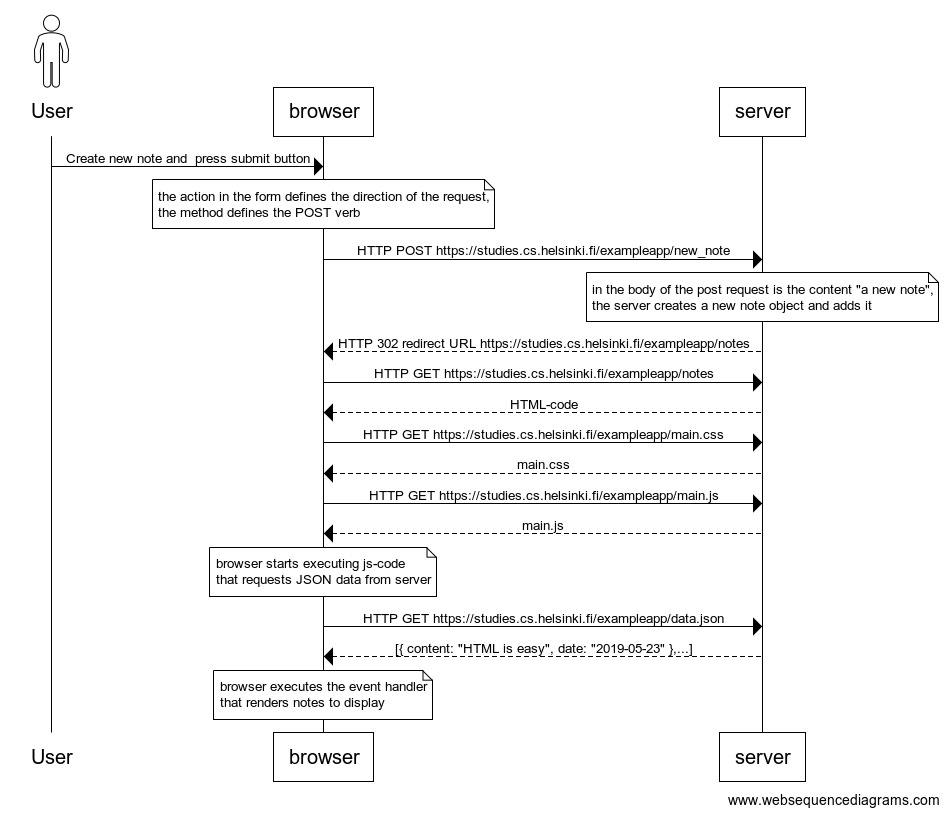 User
browser
server
Create new note and  press submit button
the action in the form defines the direction of the request,
the method defines the POST verb
HTTP POST https://studies.cs.helsinki.fi/exampleapp/new_note
in the body of the post request is the content "a new note",
the server creates a new note object and adds it
HTTP 302 redirect URL https://studies.cs.helsinki.fi/exampleapp/notes
HTTP GET https://studies.cs.helsinki.fi/exampleapp/notes
HTML-code
HTTP GET https://studies.cs.helsinki.fi/exampleapp/main.css
main.css
HTTP GET https://studies.cs.helsinki.fi/exampleapp/main.js
main.js
browser starts executing js-code
that requests JSON data from server
HTTP GET https://studies.cs.helsinki.fi/exampleapp/data.json
[{ content: "HTML is easy", date: "2019-05-23" },...]
browser executes the event handler
that renders notes to display
User
browser
server
www.websequencediagrams.com